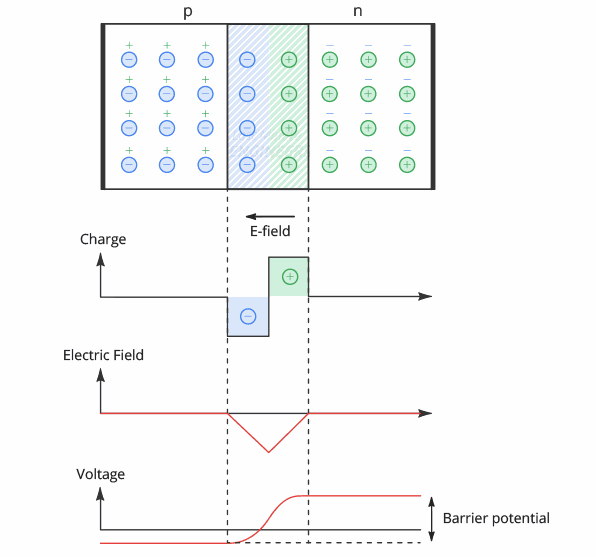 p n
E-field
Charge
Electric Field
Voltage
Barrier potential